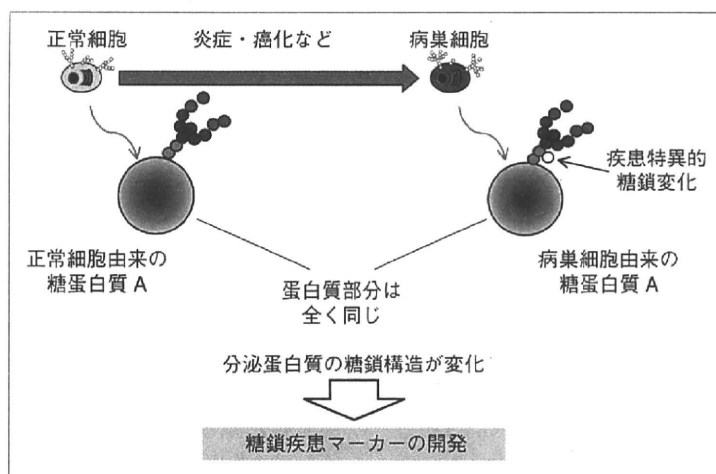 正常細胞
炎症・癌化など
病巣細胞
疾患特異的
糖鎖変化
正常細胞由来の
糖蛋白質 A
病巣細胞由来の
糖蛋白質 A
蛋白質部分は
全く同じ
分泌蛋白質の糖鎖構造が変化
糖鎖疾患マーカーの開発